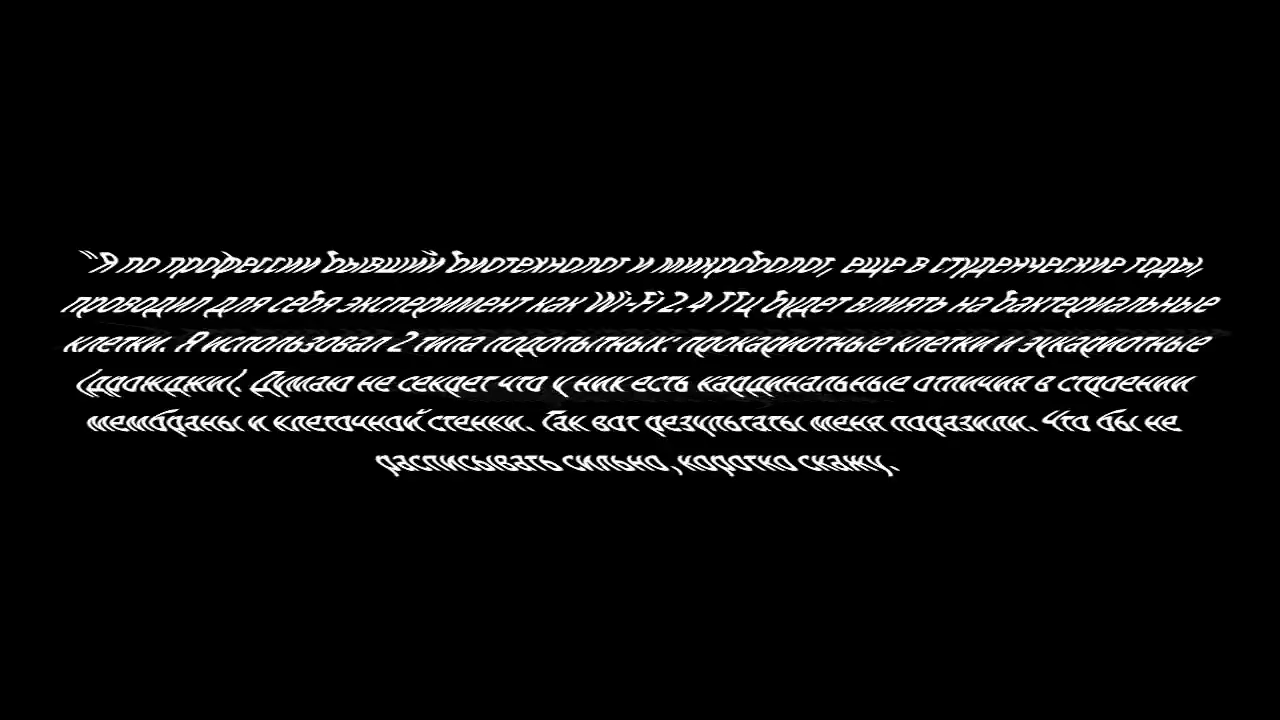 "Я по профессии бывший биотехнолог и микроболог, еще в студенческие годы,
проводил для себя эксперимент как Wi-Fi 2.4 ГГц будет влиять на бактериальные
клетки. Я использовал 2 типа подопытных: прокариотные клетки и эукариотные
(дрожджи(. Думаю не секрет что у них есть кардинальные отличия в строении
мембраны и клеточной стенки. Так вот результаты меня поразили. Что бы не
расписывать сильно, коротко скажу,